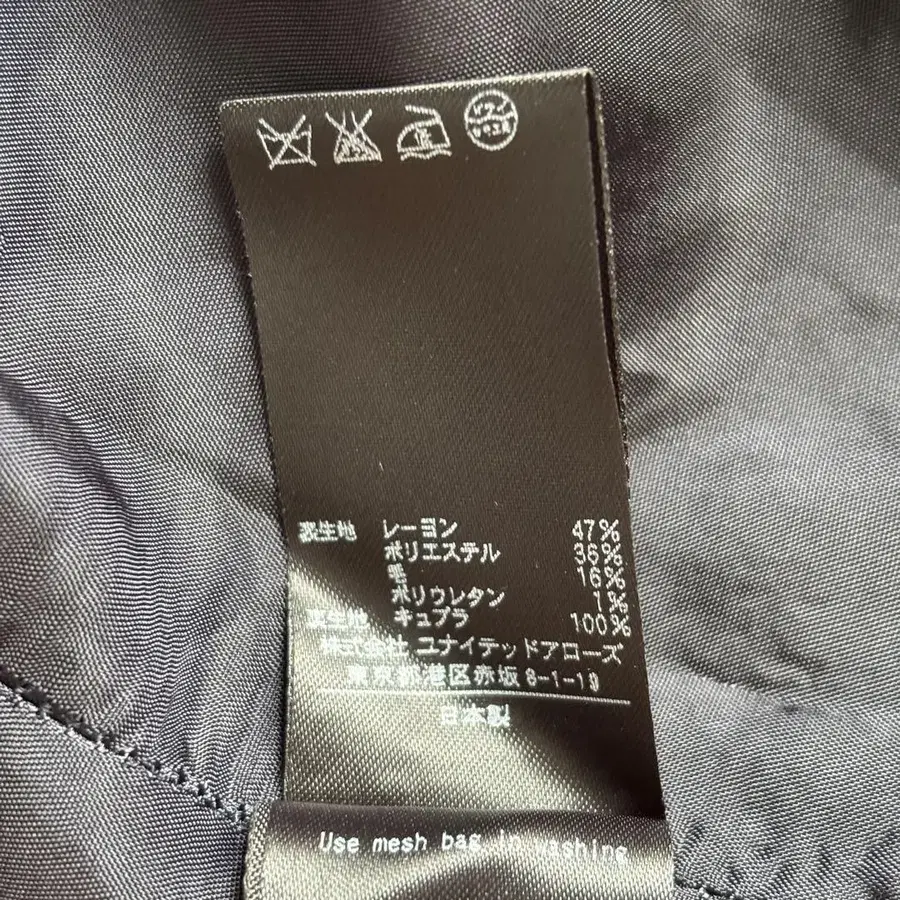 表生地 レーヨン 47%
ポリエステル 36%
毛 16%
ポリウレタン 1%
裏生地 キュプラ 100%
株式会社 ユナイテッドアローズ
東京都港区赤坂 8-1-19
日本製
Use mesh bag in washing